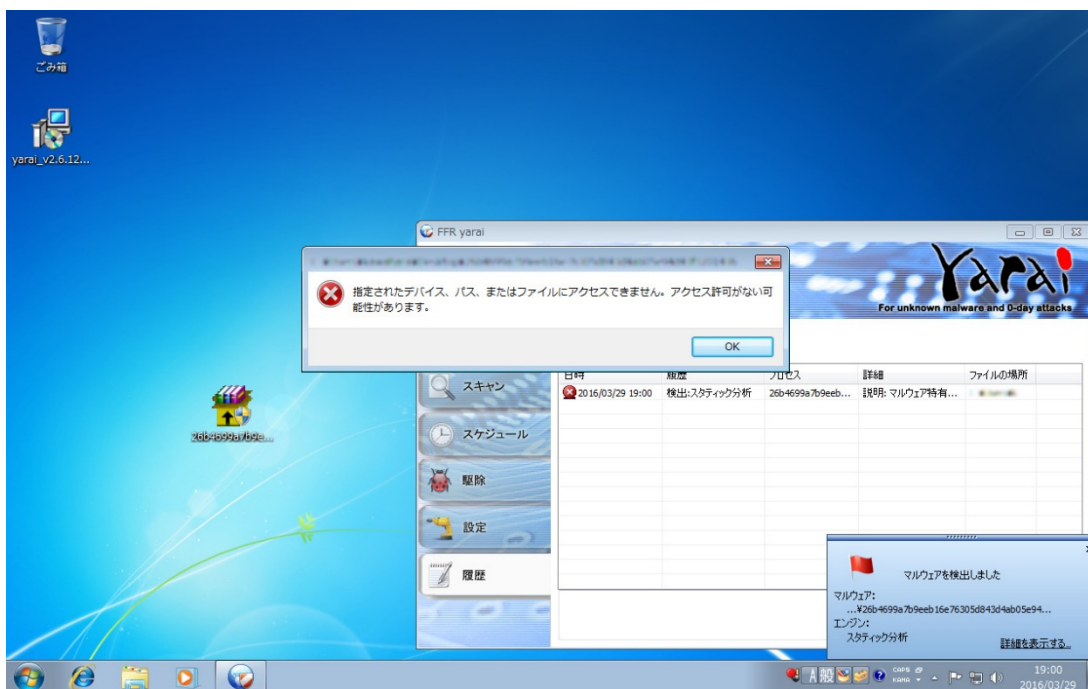 ごみ箱
yarai_v2.6.12...
26b4699a7b9e...
FFR yarai
Yarai
For unknown malware and 0-day attacks
指定されたデバイス、パス、またはファイルにアクセスできません。アクセス許可がない可
能性があります。
OK
日時 履歴 プロセス 詳細 ファイルの場所
2016/03/29 19:00 検出:スタティック分析 26b4699a7b9eeb... 説明: マルウェア特有...
スキャン
スケジュール
駆除
設定
履歴
マルウェアを検出しました
マルウェア:
...¥26b4699a7b9eeb16e76305d843d4ab05e94...
エンジン:
スタティック分析
詳細を表示する...
A 般
CAPS
KANA
19:00
2016/03/29